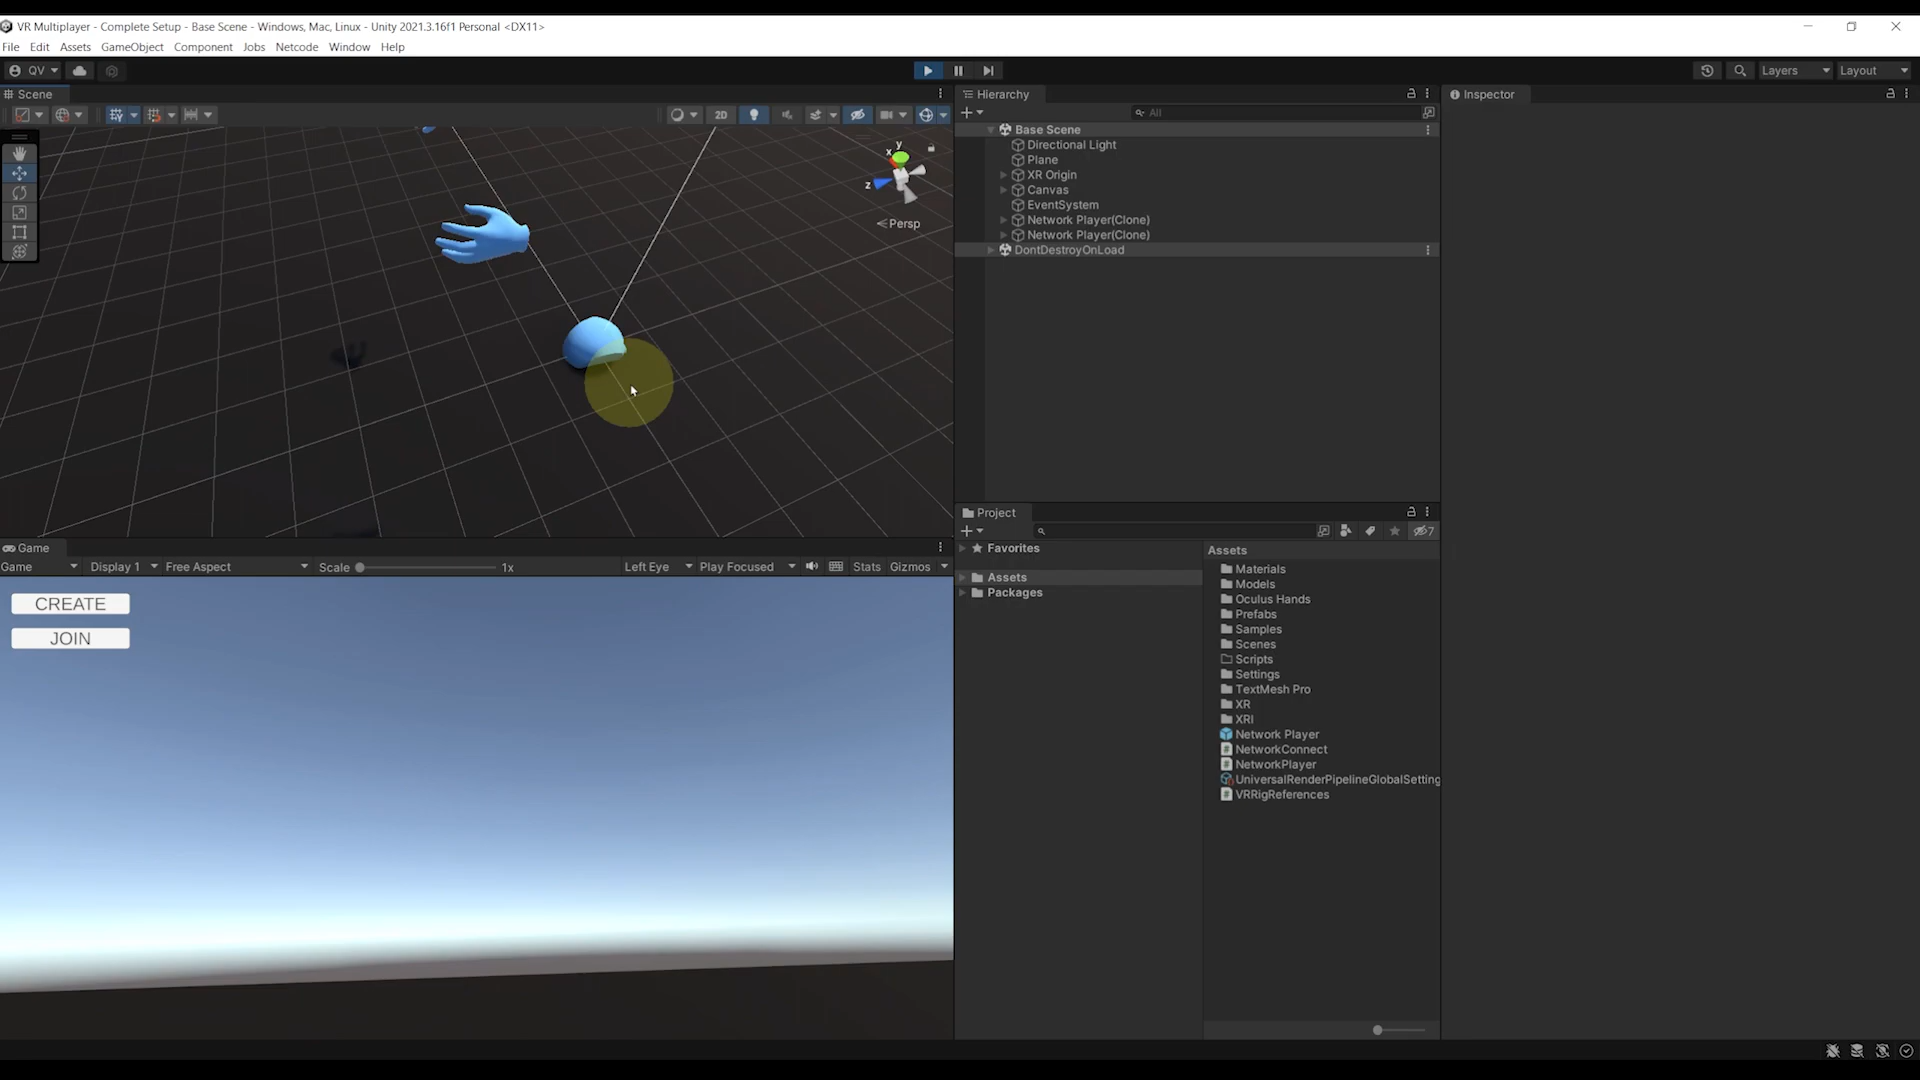 VR Multiplayer - Complete Setup - Base Scene - Windows, Mac, Linux - Unity 2021.3.16f1 Personal <DX11>
File Edit Assets GameObject Component Jobs Netcode Window Help
QV
Layers
Layout
Scene
2D
y
x
z
Persp
Hierarchy
All
Base Scene
Directional Light
Plane
XR Origin
Canvas
EventSystem
Network Player(Clone)
Network Player(Clone)
DontDestroyOnLoad
Inspector
Game
Game Display 1 Free Aspect Scale 1x Left Eye Play Focused Stats Gizmos
CREATE
JOIN
Project
7
Favorites
Assets
Packages
Assets
Materials
Models
Oculus Hands
Prefabs
Samples
Scenes
Scripts
Settings
TextMesh Pro
XR
XRI
Network Player
NetworkConnect
NetworkPlayer
UniversalRenderPipelineGlobalSetting
VRRigReferences